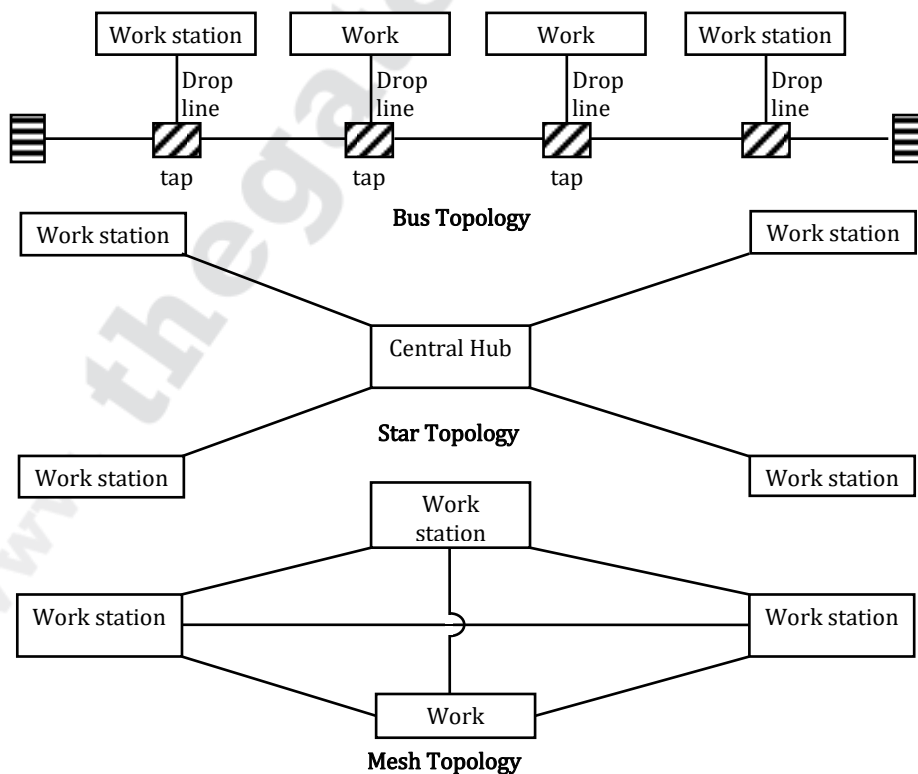 Work station Work Work Work station
Drop Drop Drop Drop
line line line line
tap tap tap
Bus Topology
Work station Work station
Central Hub
Star Topology
Work station Work station
Work
station
Work station Work station
Work
Mesh Topology